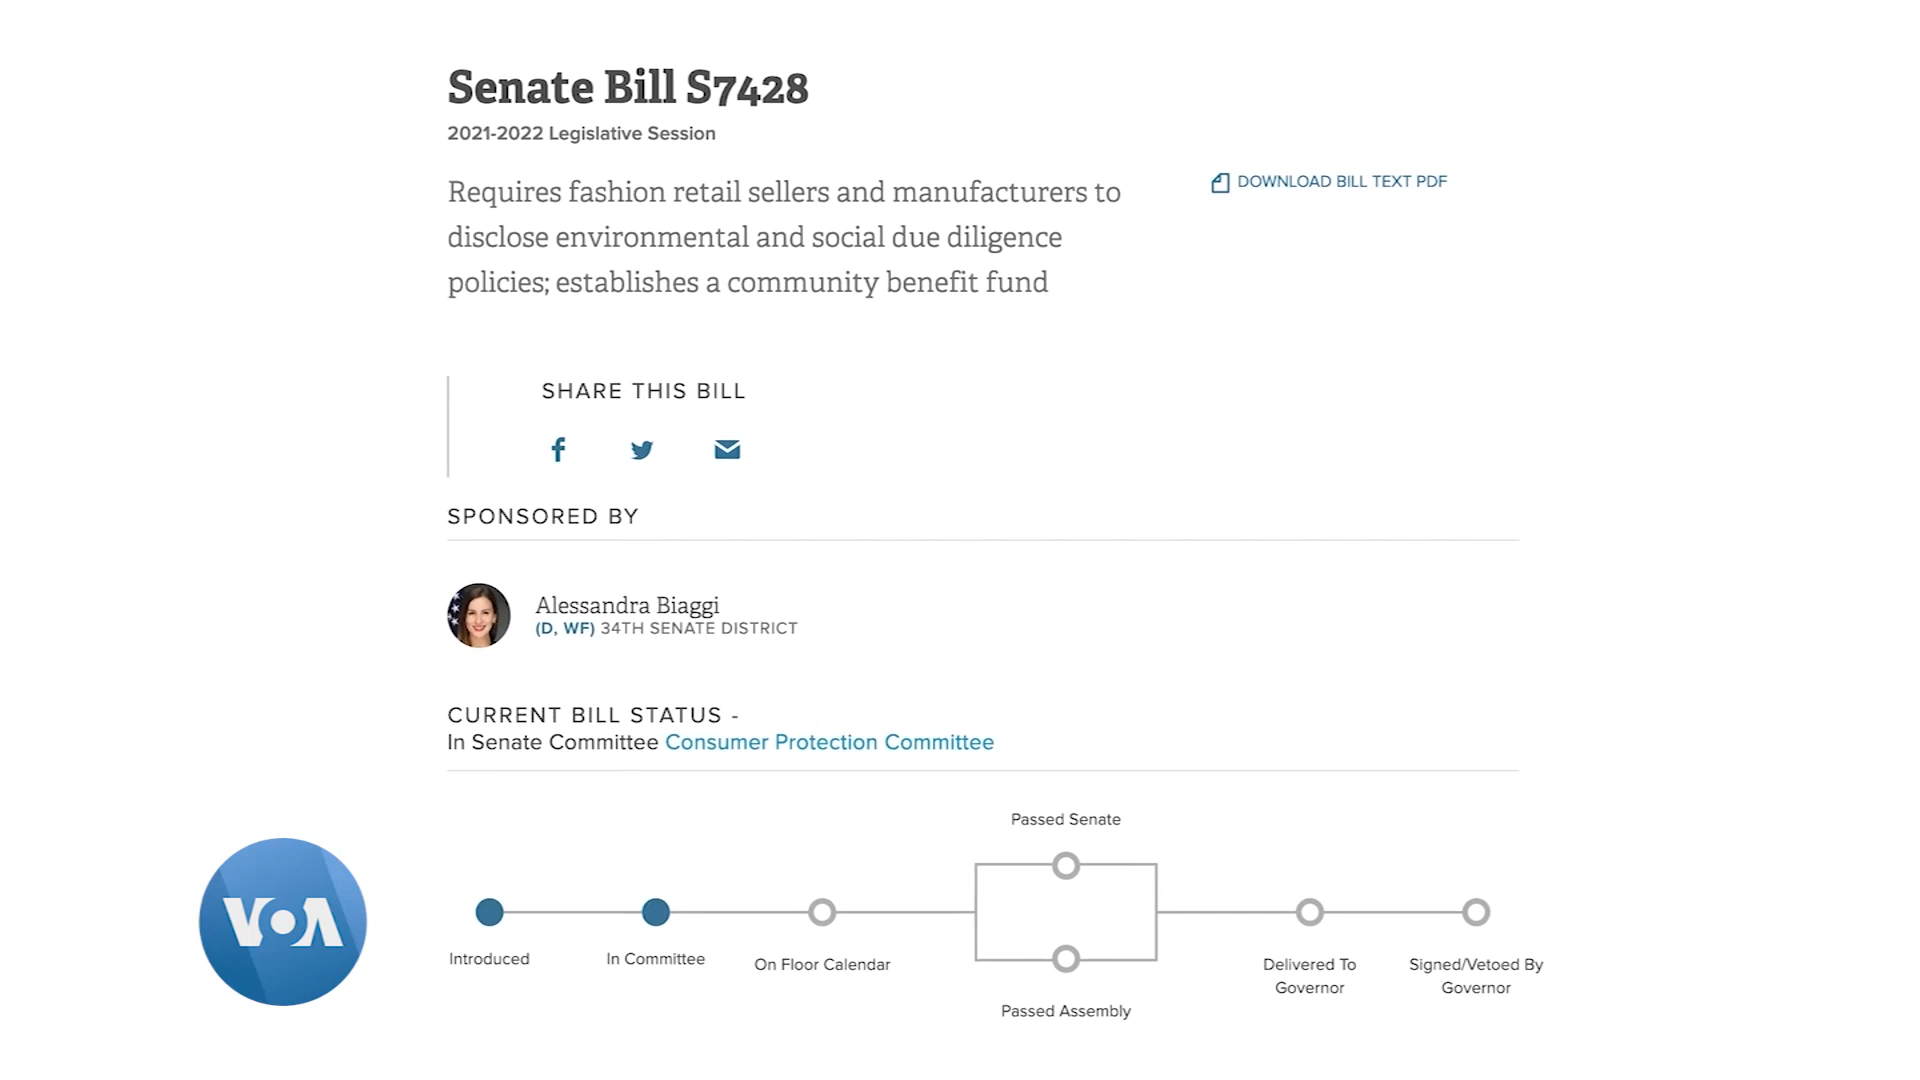 Senate Bill S7428
2021-2022 Legislative Session
Requires fashion retail sellers and manufacturers to
disclose environmental and social due diligence
policies; establishes a community benefit fund
DOWNLOAD BILL TEXT PDF
SHARE THIS BILL
SPONSORED BY
Alessandra Biaggi
(D, WF) 34TH SENATE DISTRICT
CURRENT BILL STATUS -
In Senate Committee Consumer Protection Committee
Passed Senate
VOA
Introduced
In Committee
On Floor Calendar
Delivered To
Governor
Signed/Vetoed By
Governor
Passed Assembly